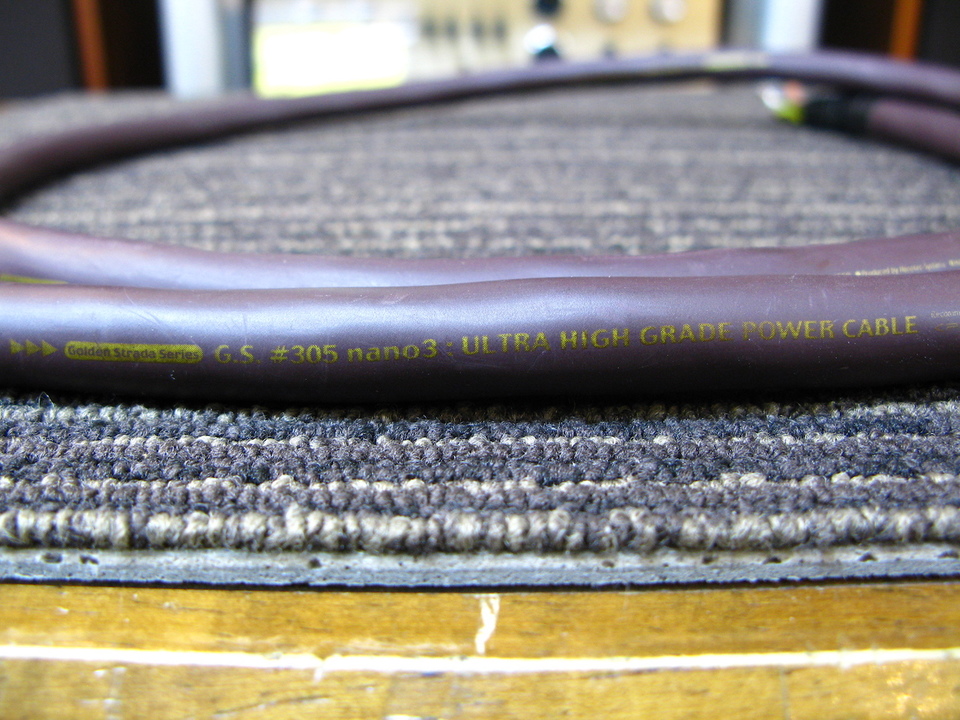 Golden Strada Series G.S. #305 nano3 : ULTRA HIGH GRADE POWER CABLE